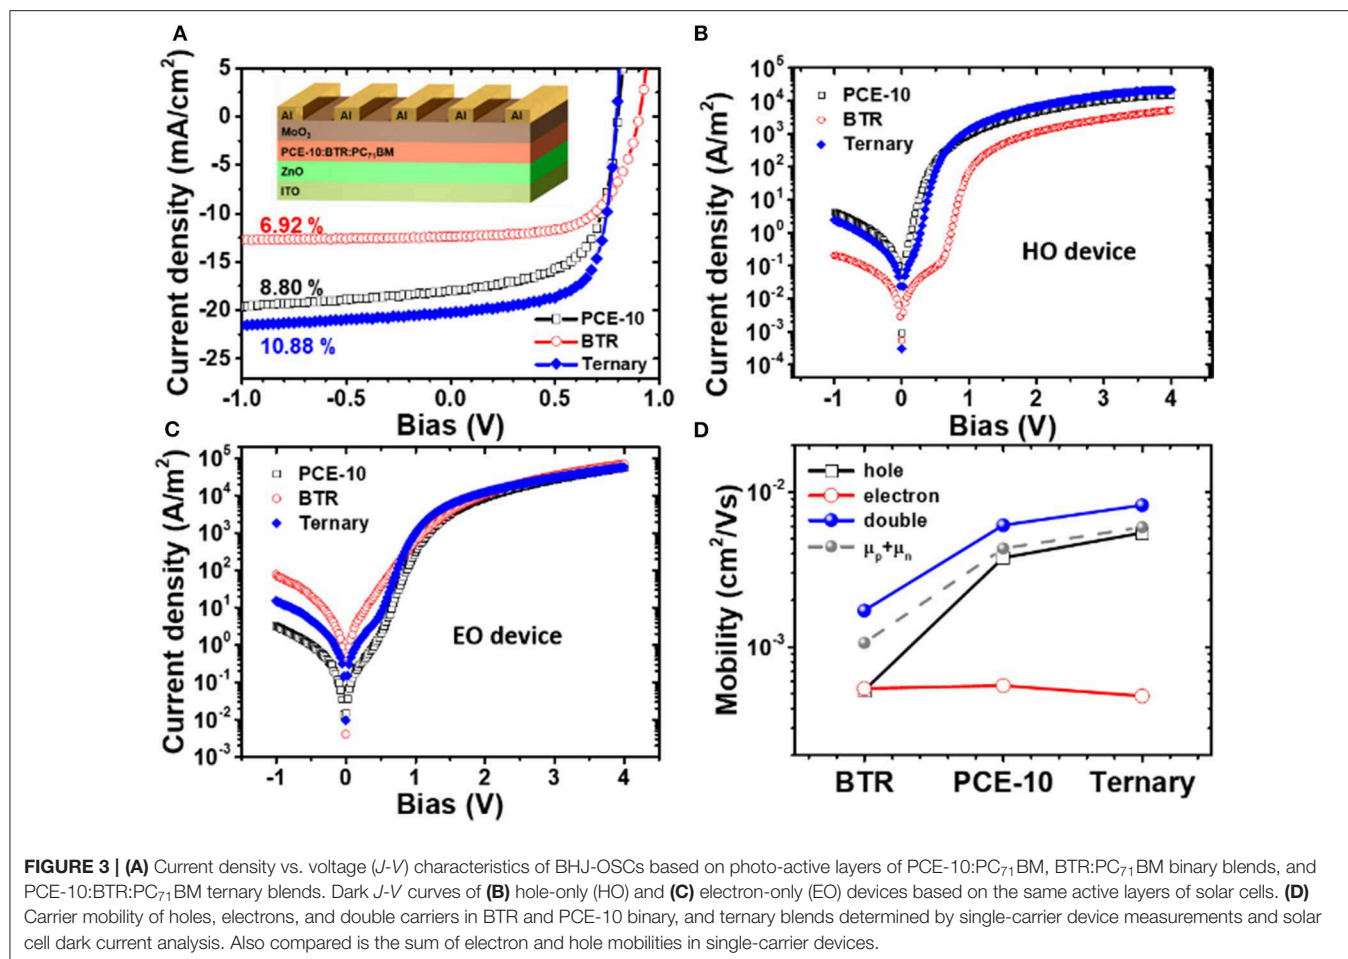 A
Current density (mA/cm²)
5
0
-5
-10
-15
-20
-25
Al Al Al Al Al
MoO₃
PCE-10:BTR:PC₇₁BM
ZnO
ITO
6.92 %
8.80 %
10.88 %
PCE-10
BTR
Ternary
-1.0 -0.5 0.0 0.5 1.0
Bias (V)
B
Current density (A/m²)
10⁵
10⁴
10³
10²
10¹
10⁰
10⁻¹
10⁻²
10⁻³
10⁻⁴
PCE-10
BTR
Ternary
HO device
-1 0 1 2 3 4
Bias (V)
C
Current density (A/m²)
10⁵
10⁴
10³
10²
10¹
10⁰
10⁻¹
10⁻²
10⁻³
PCE-10
BTR
Ternary
EO device
-1 0 1 2 3 4
Bias (V)
D
Mobility (cm²/Vs)
10⁻²
10⁻³
hole
electron
double
μₚ+μₙ
BTR PCE-10 Ternary
FIGURE 3 | (A) Current density vs. voltage (J-V) characteristics of BHJ-OSCs based on photo-active layers of PCE-10:PC₇₁BM, BTR:PC₇₁BM binary blends, and
PCE-10:BTR:PC₇₁BM ternary blends. Dark J-V curves of (B) hole-only (HO) and (C) electron-only (EO) devices based on the same active layers of solar cells. (D)
Carrier mobility of holes, electrons, and double carriers in BTR and PCE-10 binary, and ternary blends determined by single-carrier device measurements and solar
cell dark current analysis. Also compared is the sum of electron and hole mobilities in single-carrier devices.